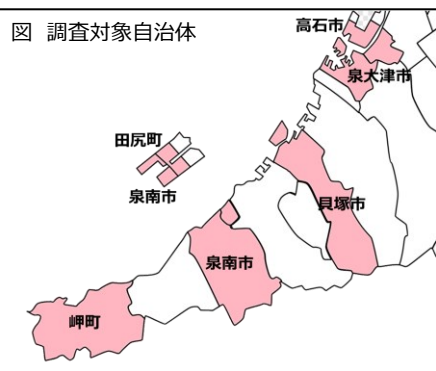 図 調査対象自治体
高石市
泉大津市
田尻町
泉南市
貝塚市
泉南市
岬町